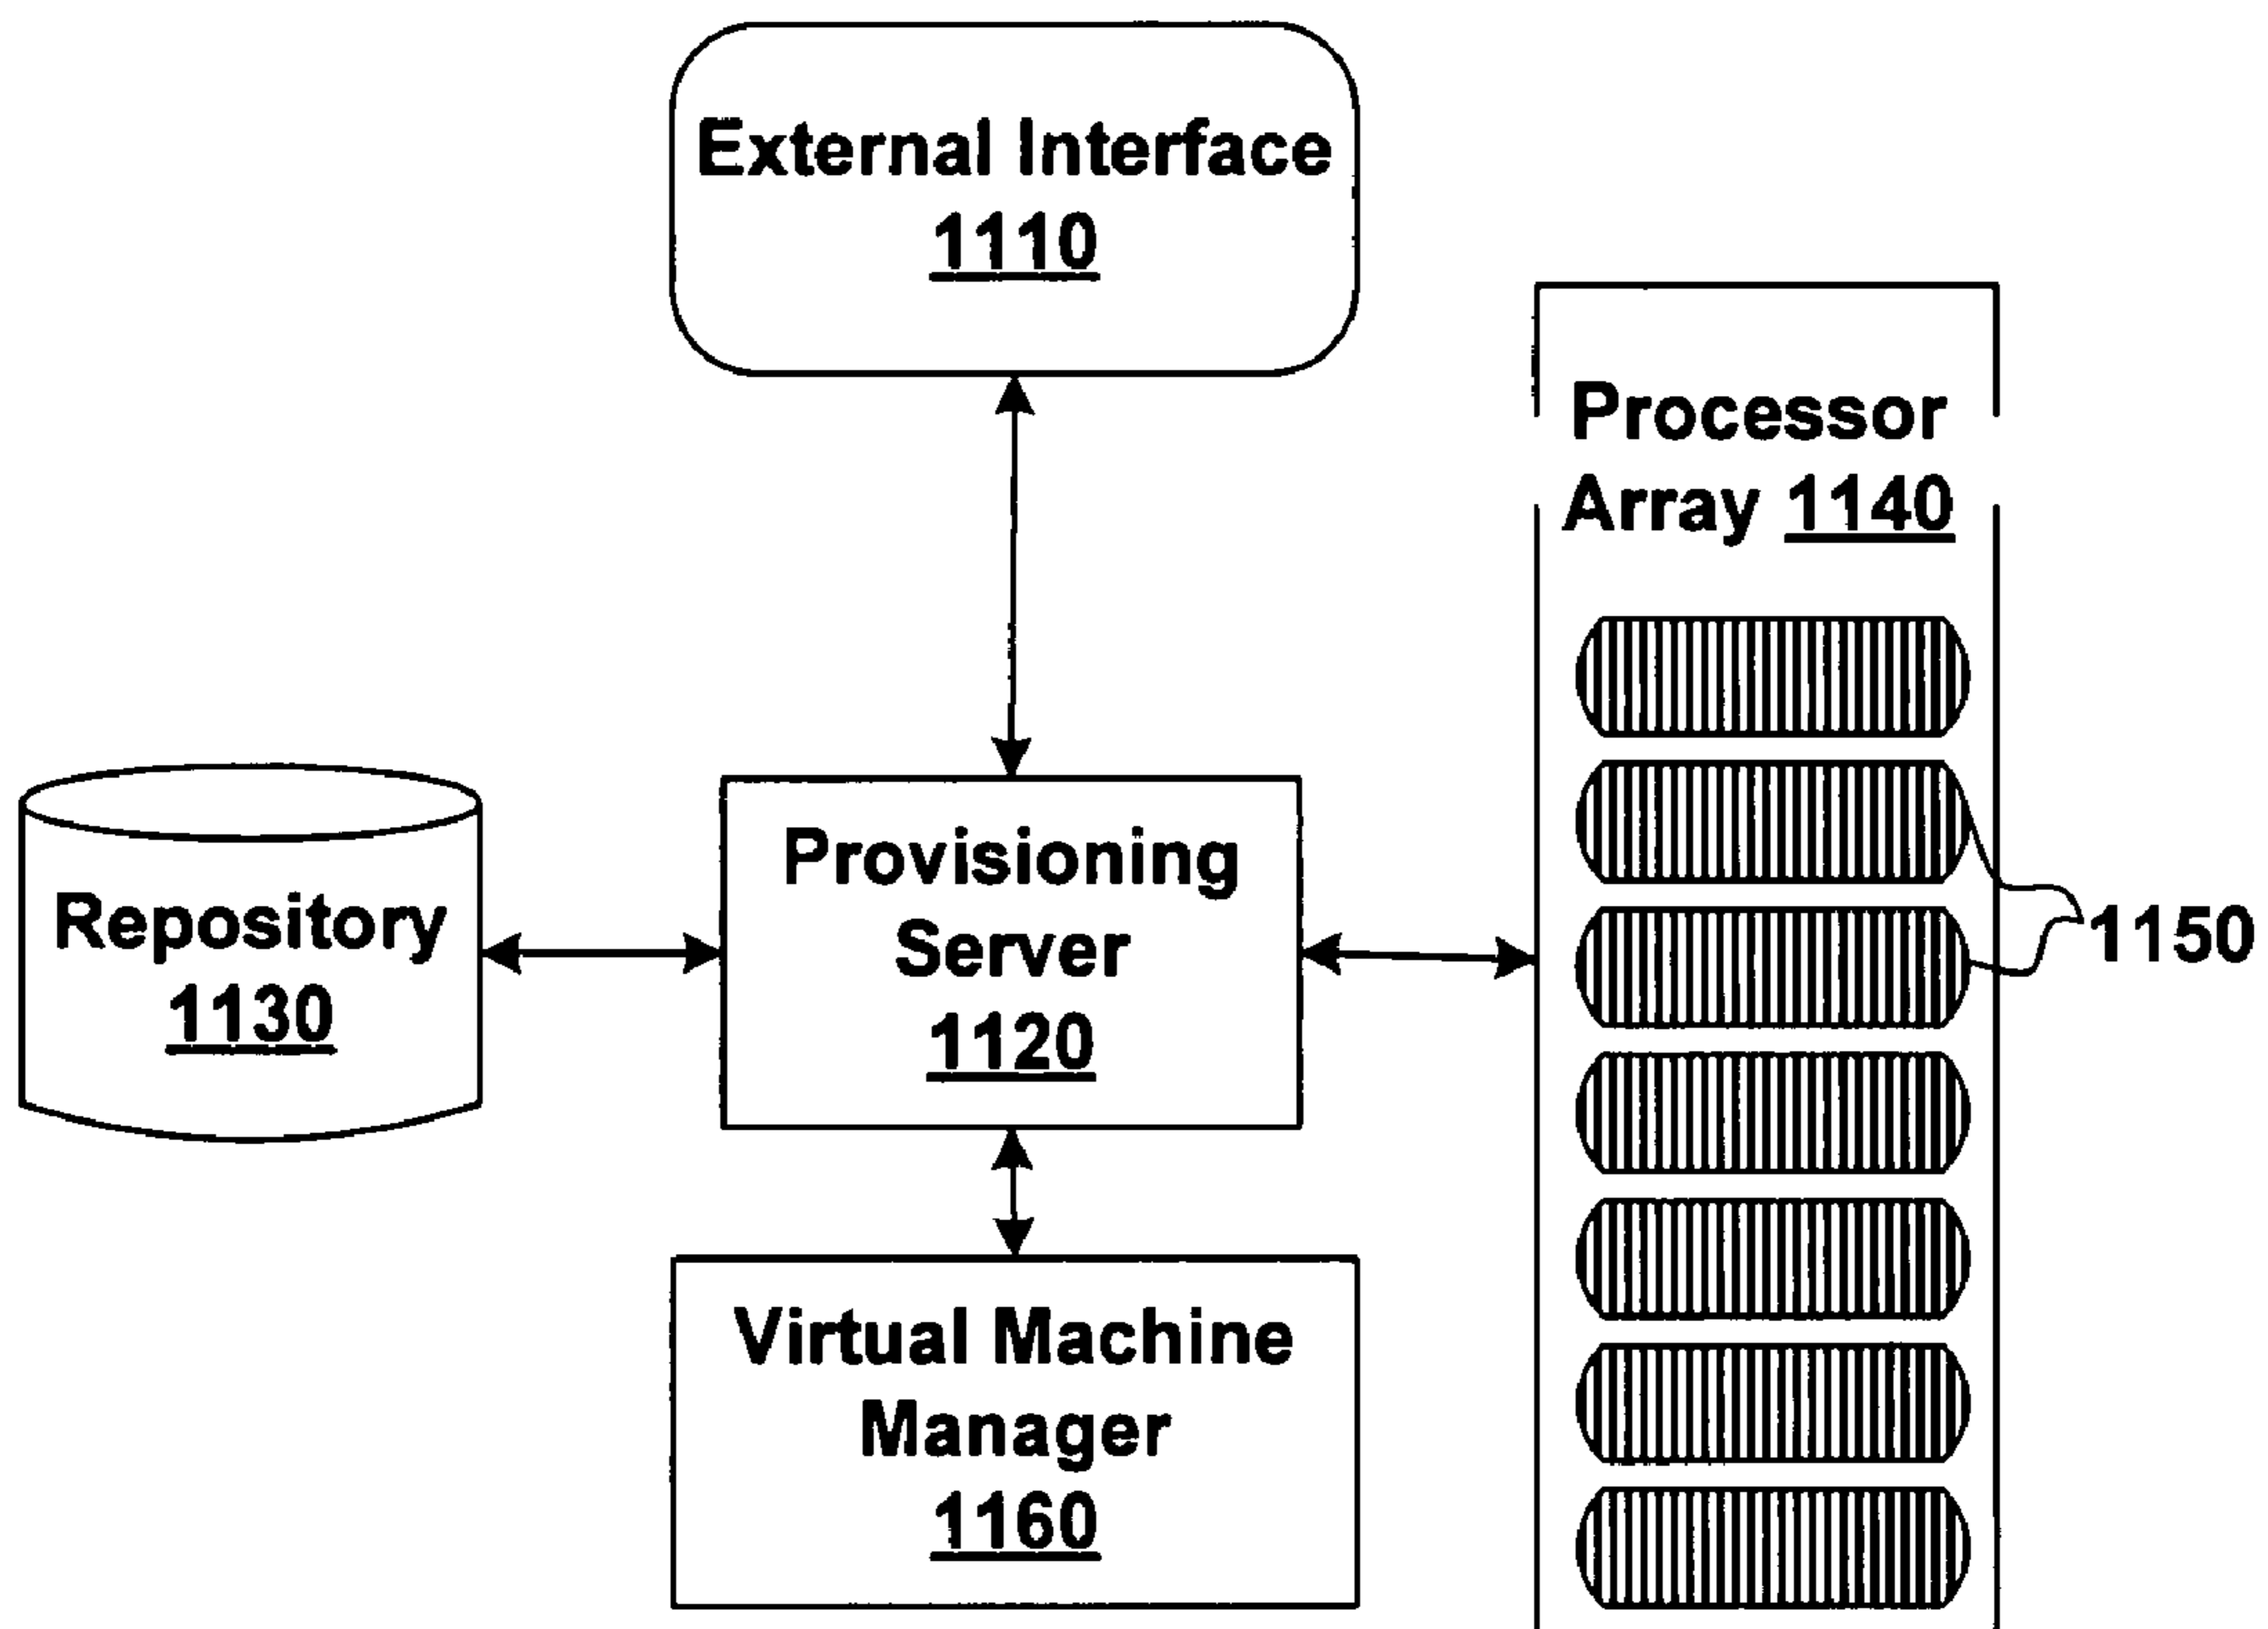 External Interface
1110
Processor
Array 1140
Provisioning
Server
1120
Repository
1130
1150
Virtual Machine
Manager
1160